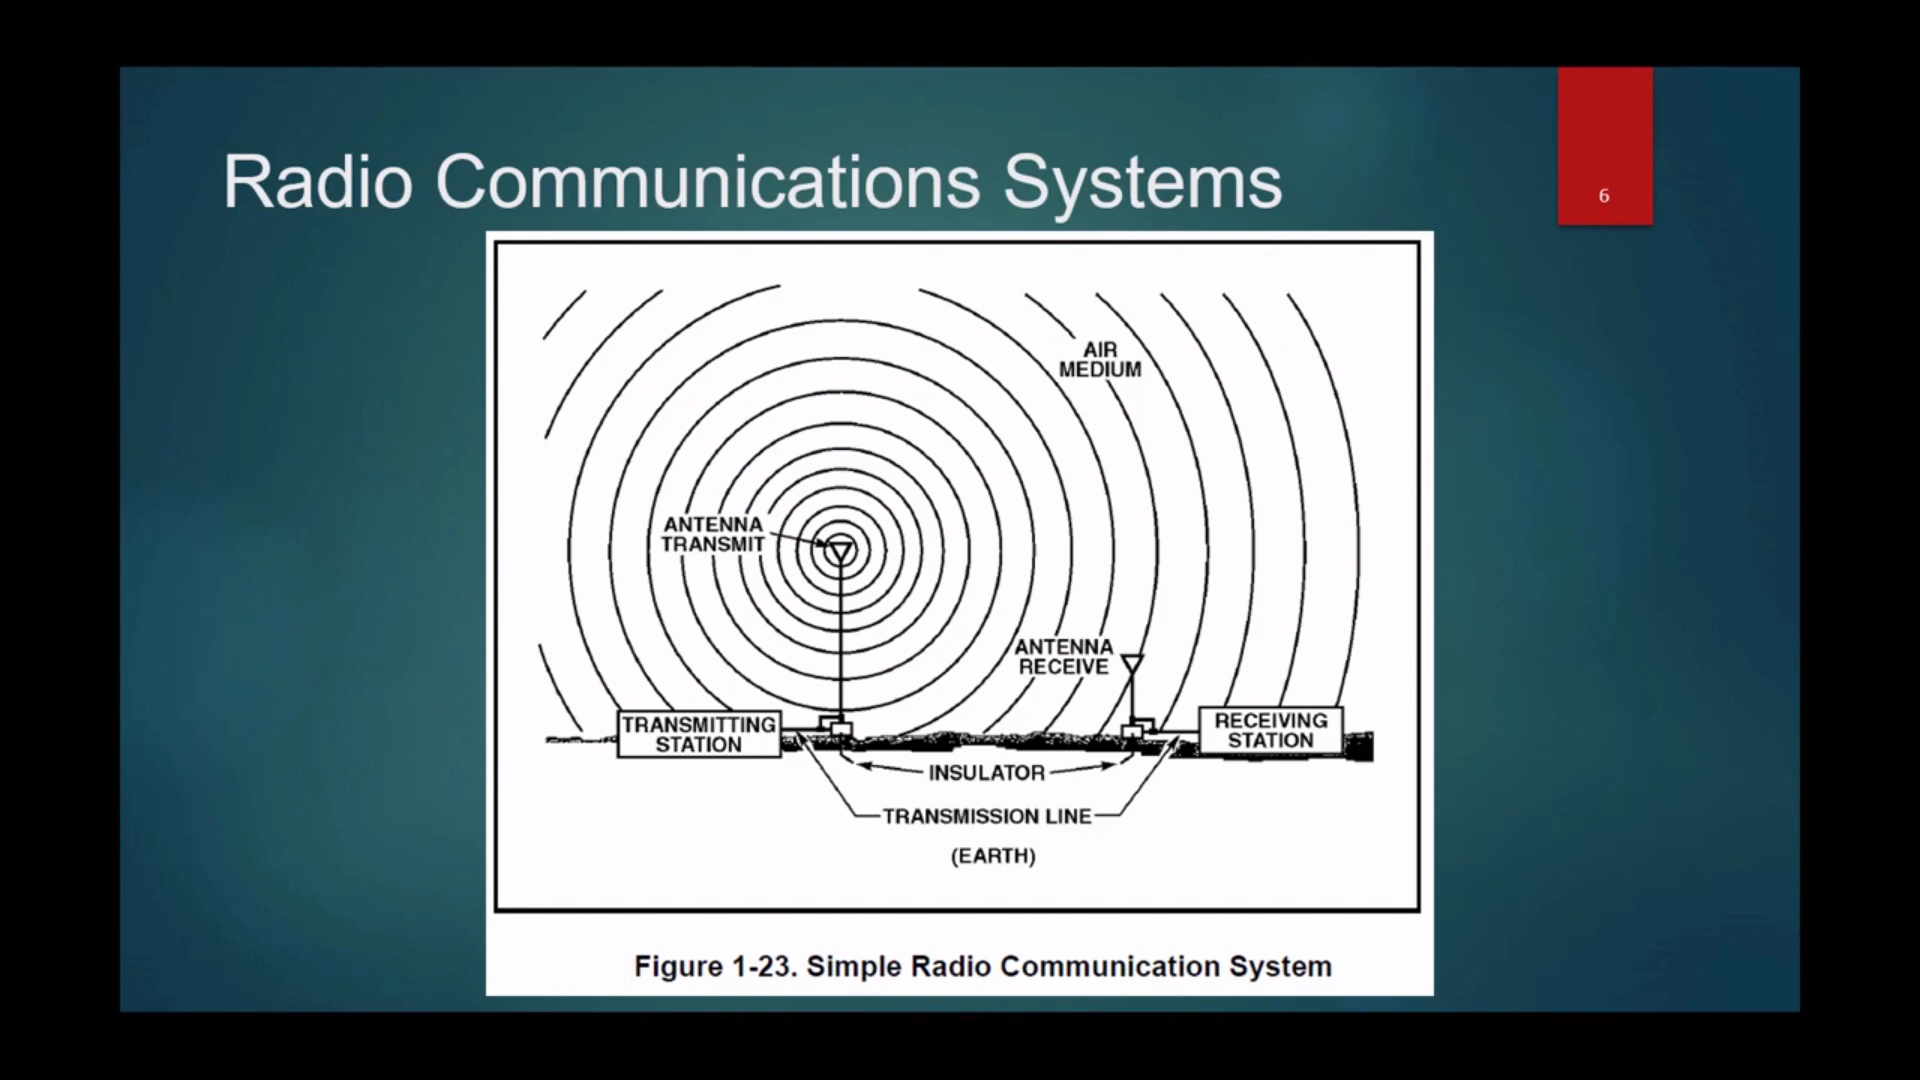 Radio Communications Systems
6
AIR
MEDIUM
ANTENNA
TRANSMIT
ANTENNA
RECEIVE
TRANSMITTING
STATION
RECEIVING
STATION
INSULATOR
TRANSMISSION LINE
(EARTH)
Figure 1-23. Simple Radio Communication System